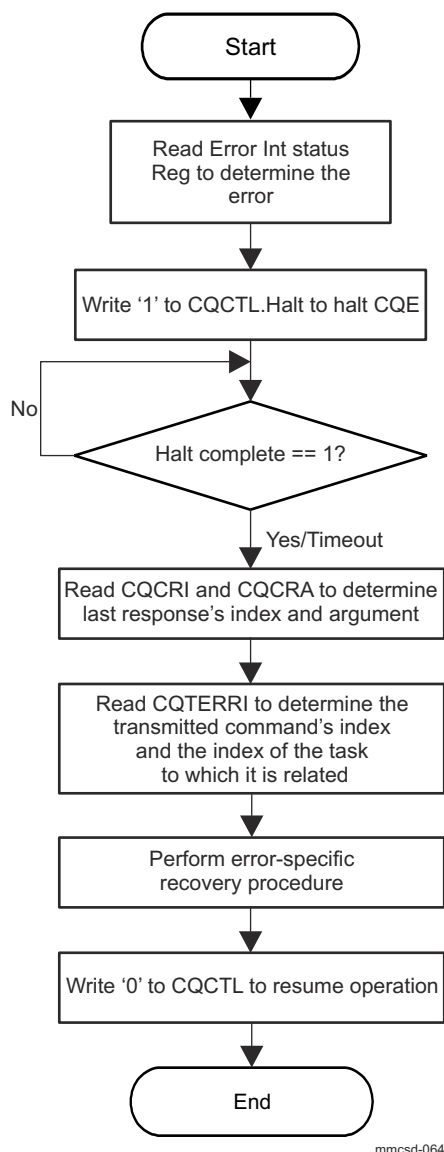 Start
Read Error Int status
Reg to determine the
error
Write ‘1’ to CQCTL.Halt to halt CQE
No
Halt complete == 1?
Yes/Timeout
Read CQCRI and CQCRA to determine
last response’s index and argument
Read CQTERRI to determine the
transmitted command’s index
and the index of the task
to which it is related
Perform error-specific
recovery procedure
Write ‘0’ to CQCTL to resume operation
End
mmcsd-064